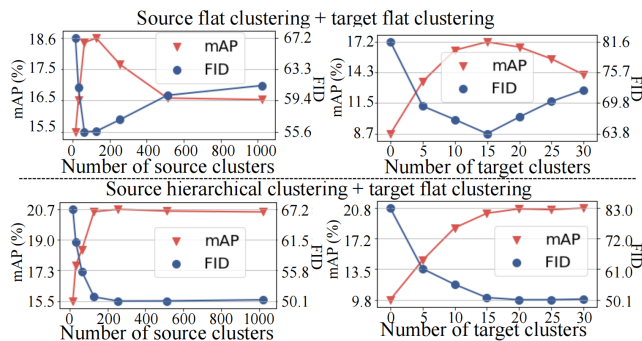 Source flat clustering + target flat clustering
18.6
17.5
16.5
15.5
mAP (%)
mAP
FID
67.2
63.3
59.4
55.6
FID
0 200 400 600 800 1000
Number of source clusters
17.2
14.3
11.5
8.7
mAP (%)
mAP
FID
81.6
75.7
69.8
63.8
FID
0 5 10 15 20 25 30
Number of target clusters
Source hierarchical clustering + target flat clustering
20.7
19.0
17.3
15.5
mAP (%)
mAP
FID
67.2
61.5
55.8
50.1
FID
0 200 400 600 800 1000
Number of source clusters
20.8
17.2
13.5
9.8
mAP (%)
mAP
FID
83.0
72.0
61.0
50.1
FID
0 5 10 15 20 25 30
Number of target clusters